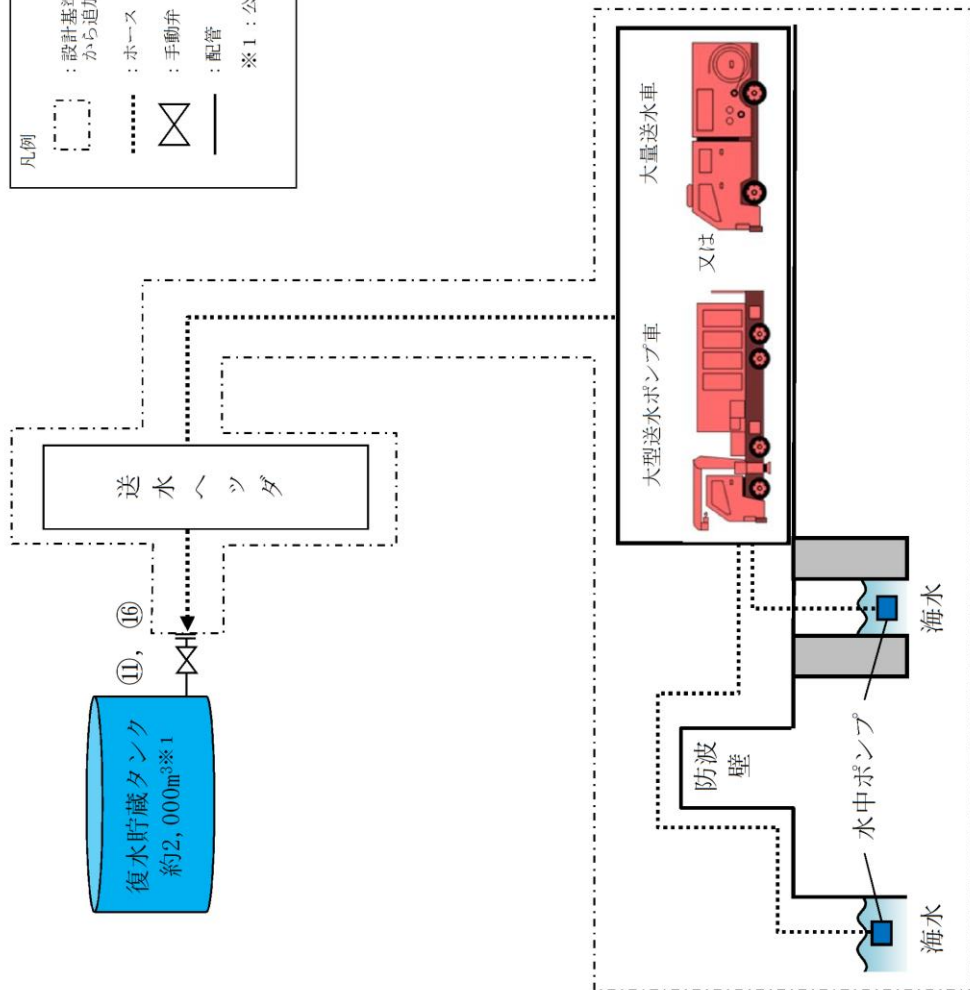 凡例
:設計基準
から追加
:ホース
:手動弁
:配管
※1:公
復水貯蔵タンク
約2,000m³※1
⑪, ⑯
送水ヘッダ
大型送水ポンプ車
又は
大量送水車
防波
壁
水中ポンプ
海水
海水